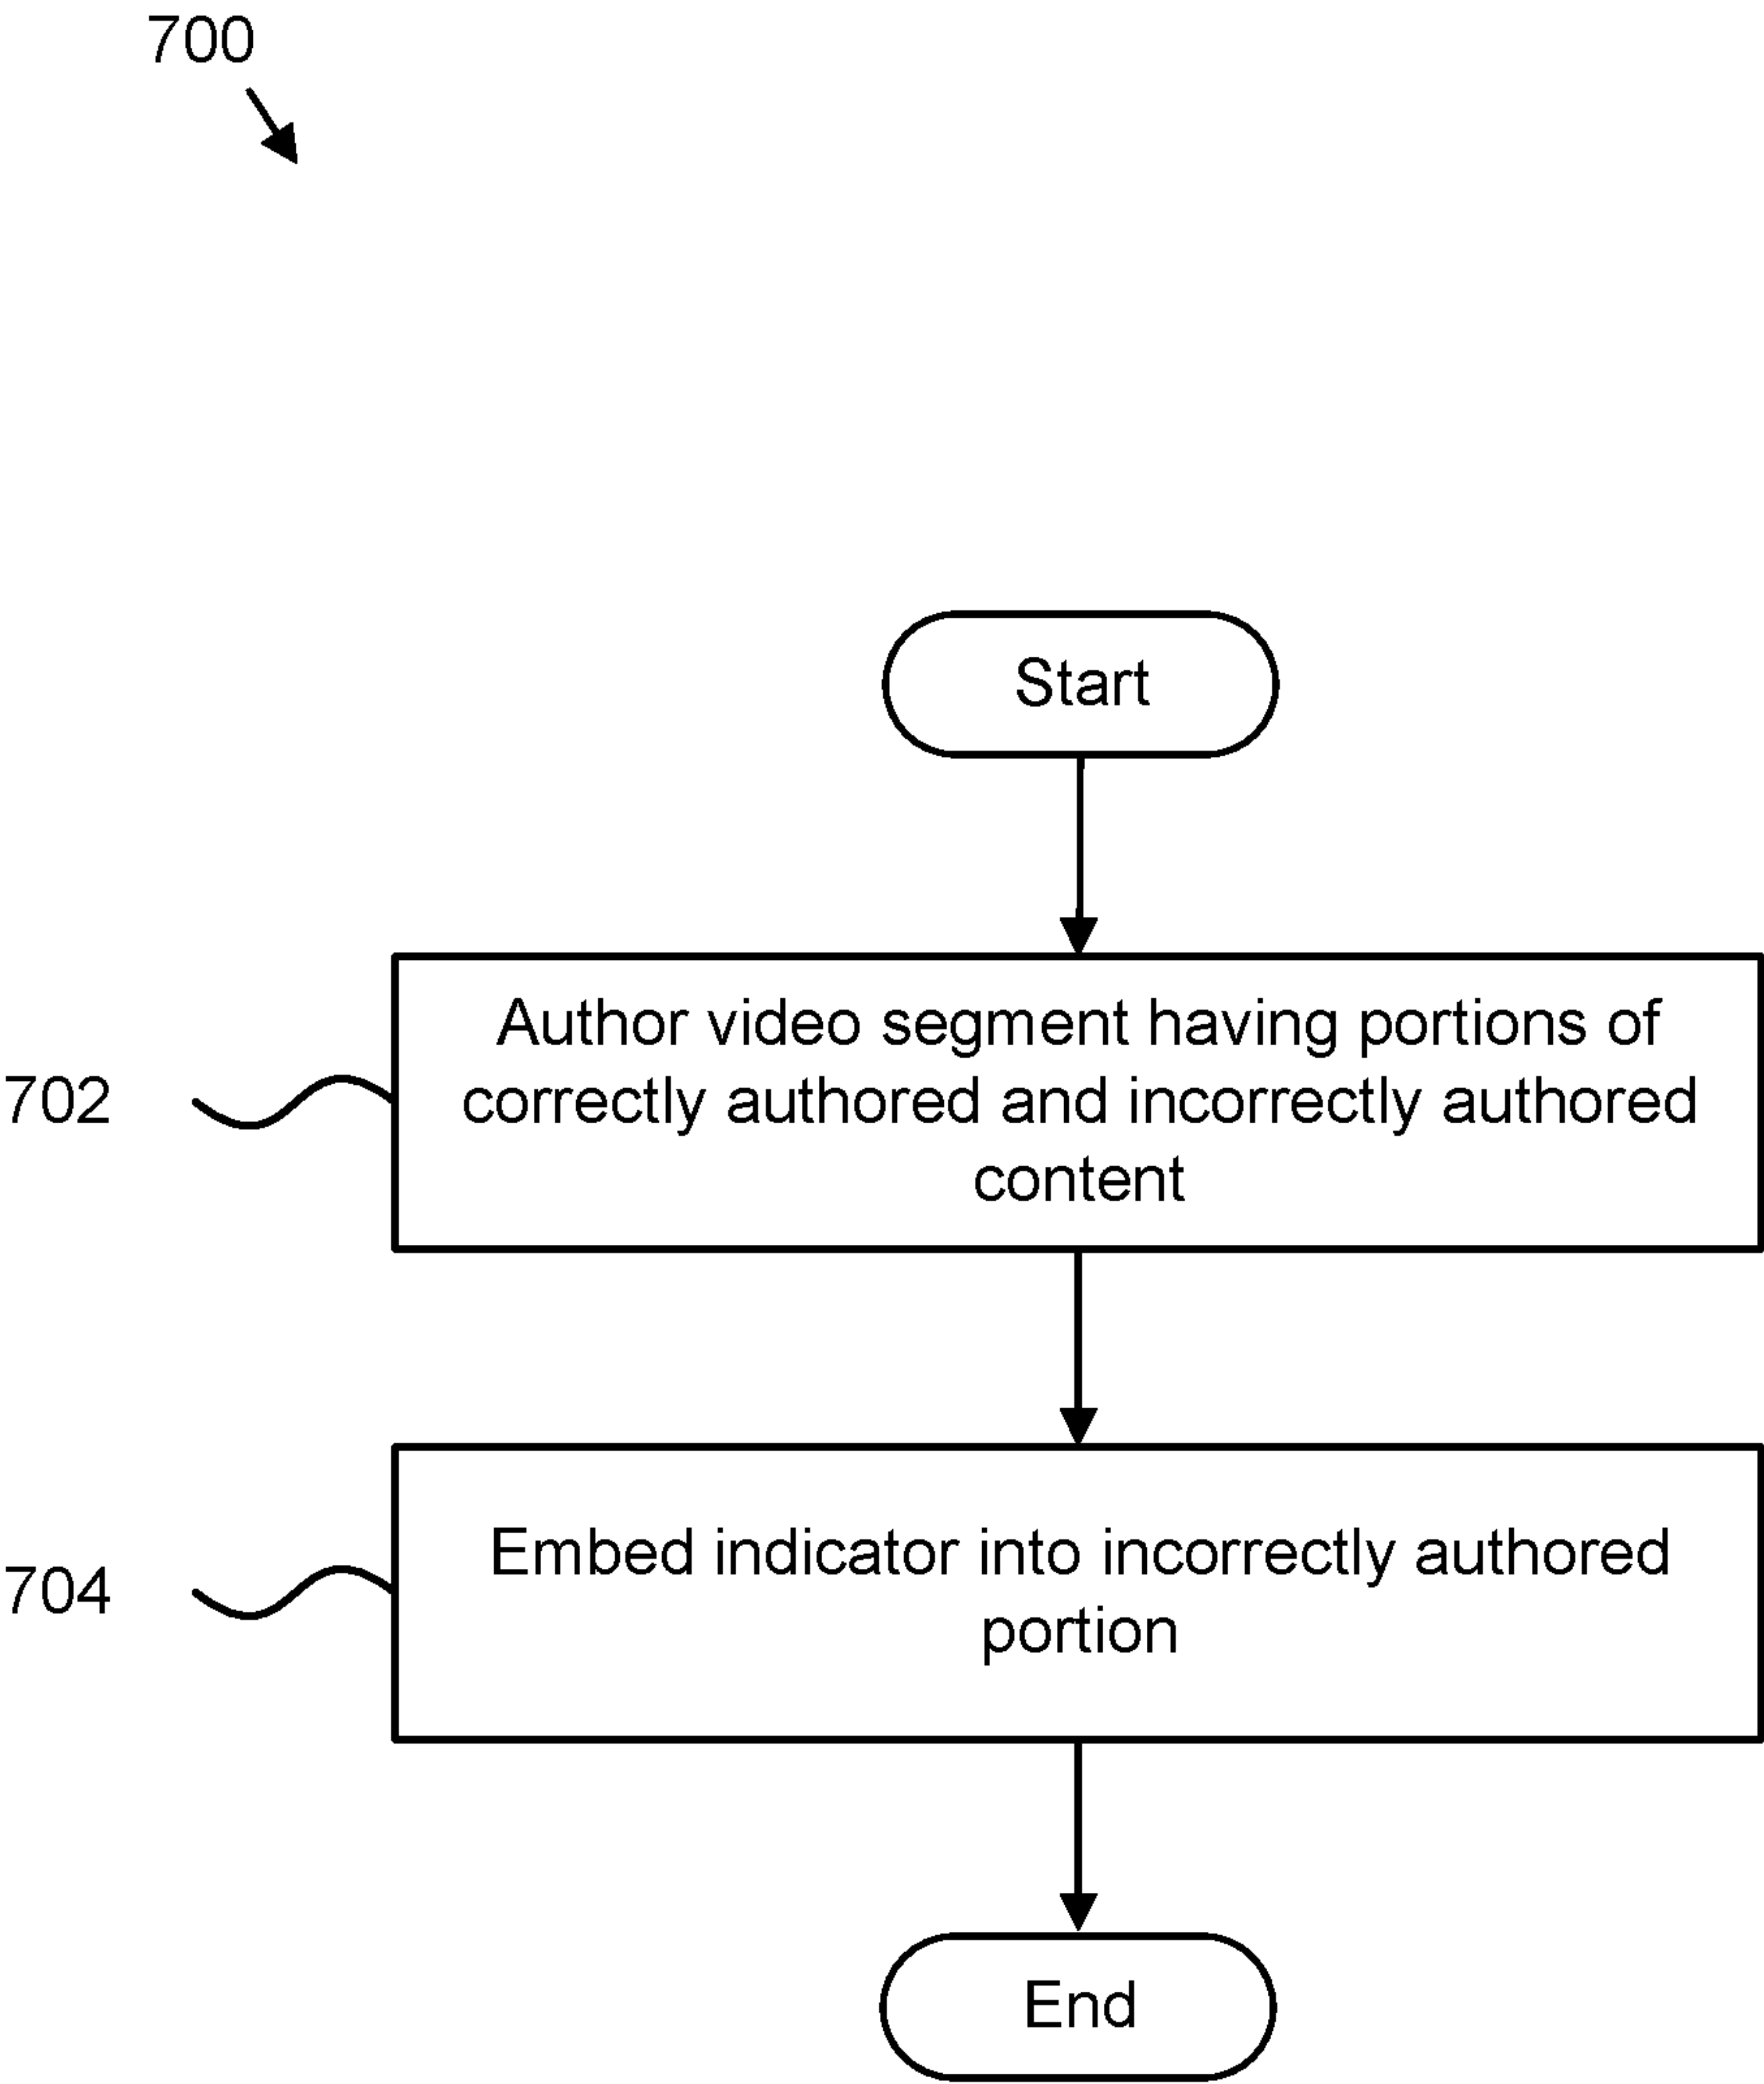 700
Start
702
Author video segment having portions of
correctly authored and incorrectly authored
content
704
Embed indicator into incorrectly authored
portion
End